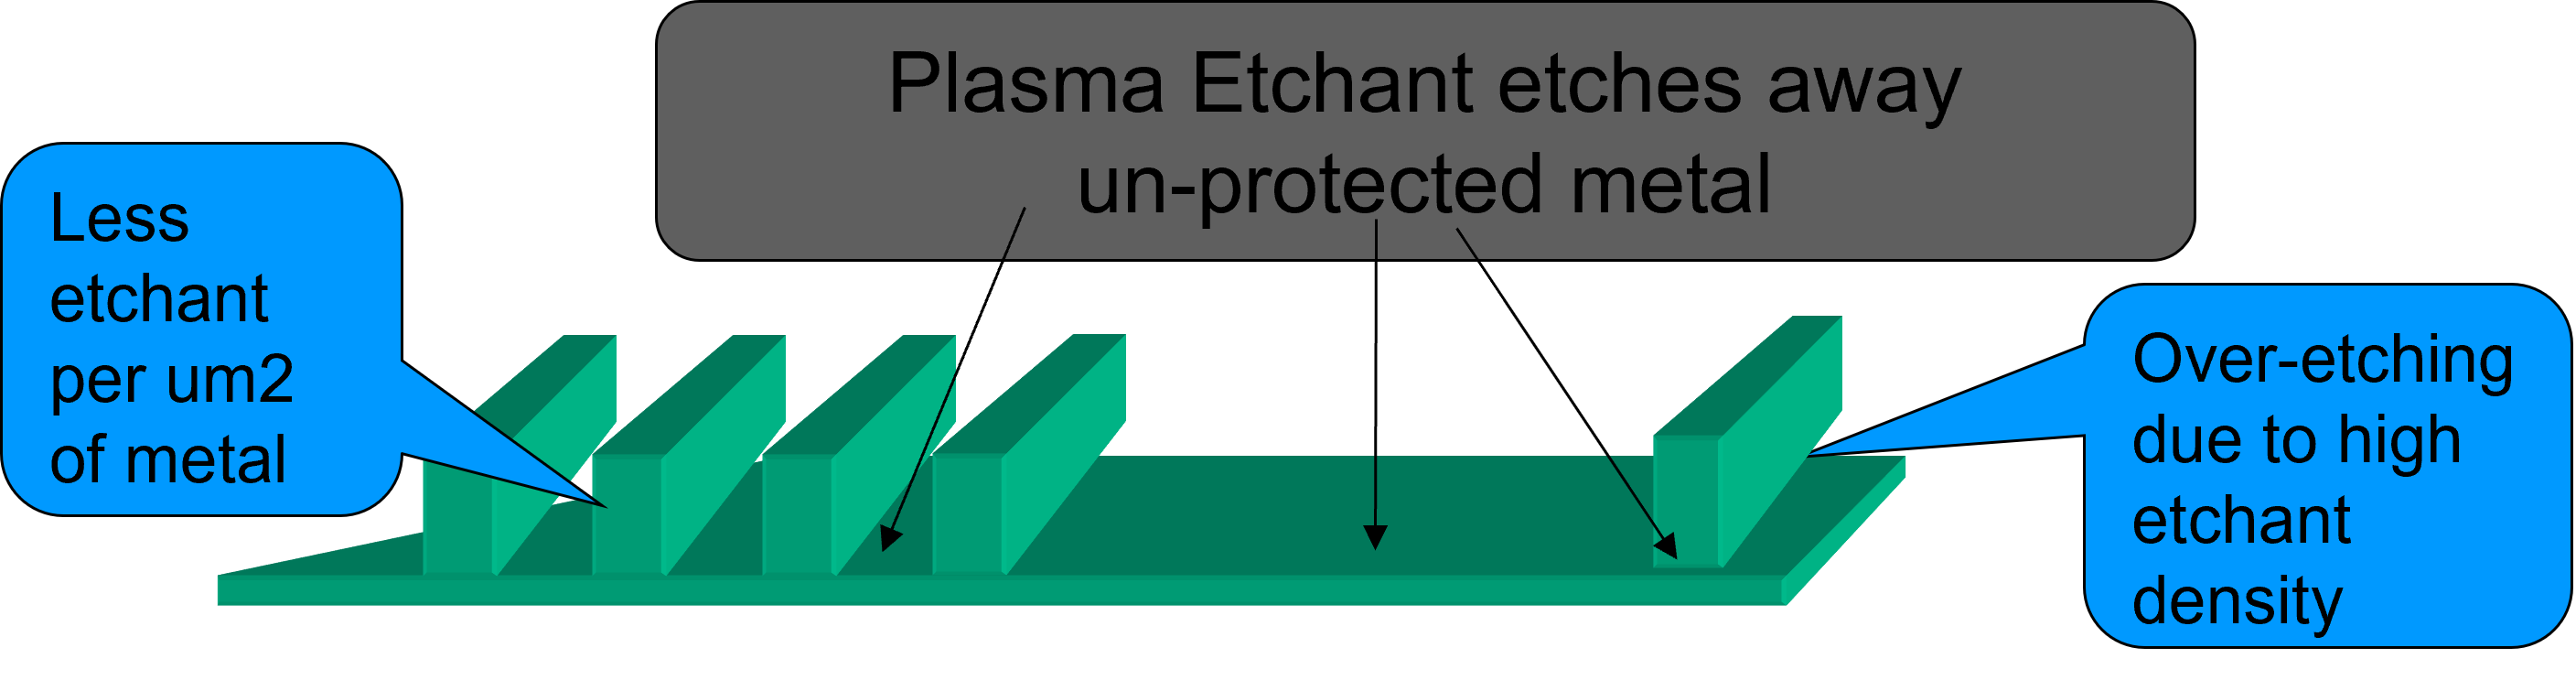 Plasma Etchant etches away
un-protected metal
Less
etchant
per um2
of metal
Over-etching
due to high
etchant
density